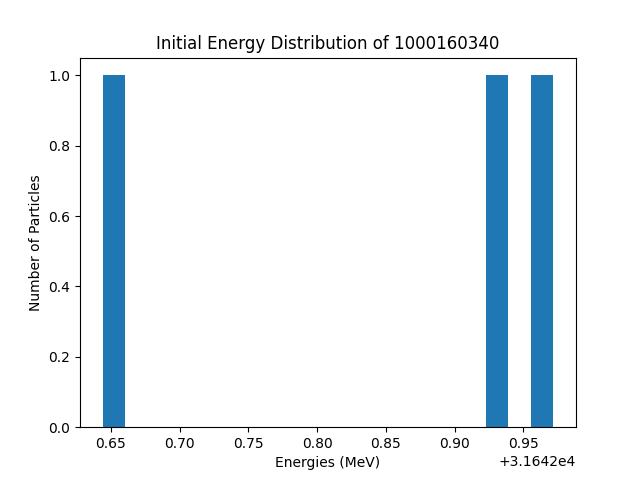 Initial Energy Distribution of 1000160340
1.0
0.8
0.6
0.4
0.2
0.0
Number of Particles
0.65 0.70 0.75 0.80 0.85 0.90 0.95
Energies (MeV)
+3.1642e4